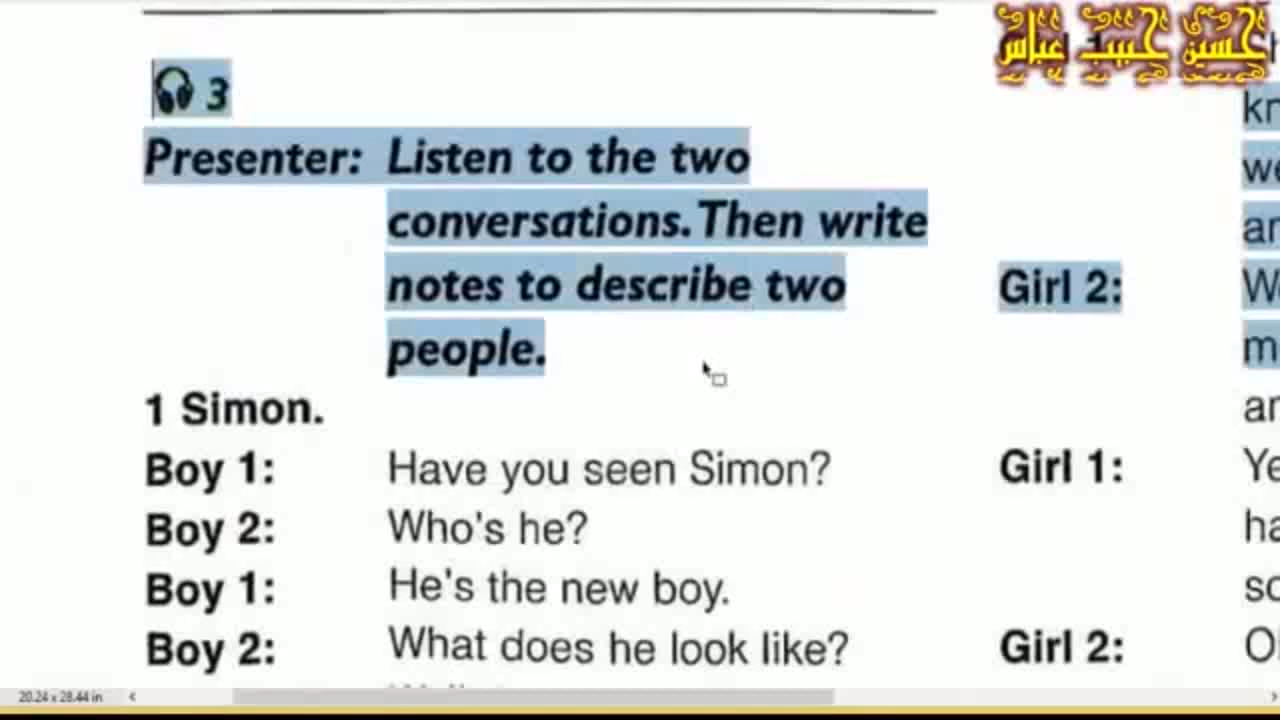 حسين حبيب عباس
3
Presenter: Listen to the two
conversations. Then write
notes to describe two
people.
1 Simon.
Boy 1: Have you seen Simon?
Boy 2: Who's he?
Boy 1: He's the new boy.
Boy 2: What does he look like?
Girl 2:
Girl 1:
Girl 2:
20.24 x 28.44 in